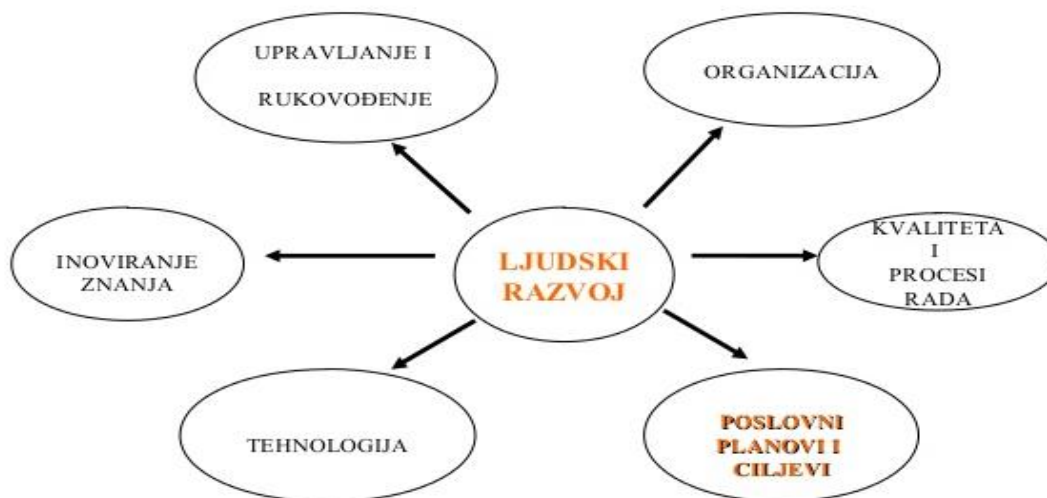 UPRAVLJANJE I
RUKOVOĐENJE
ORGANIZACIJA
INOVIRANJE
ZNANJA
LJUDSKI
RAZVOJ
KVALITETA
I
PROCESI
RADA
TEHNOLOGIJA
POSLOVNI
PLANOVI I
CILJEVI